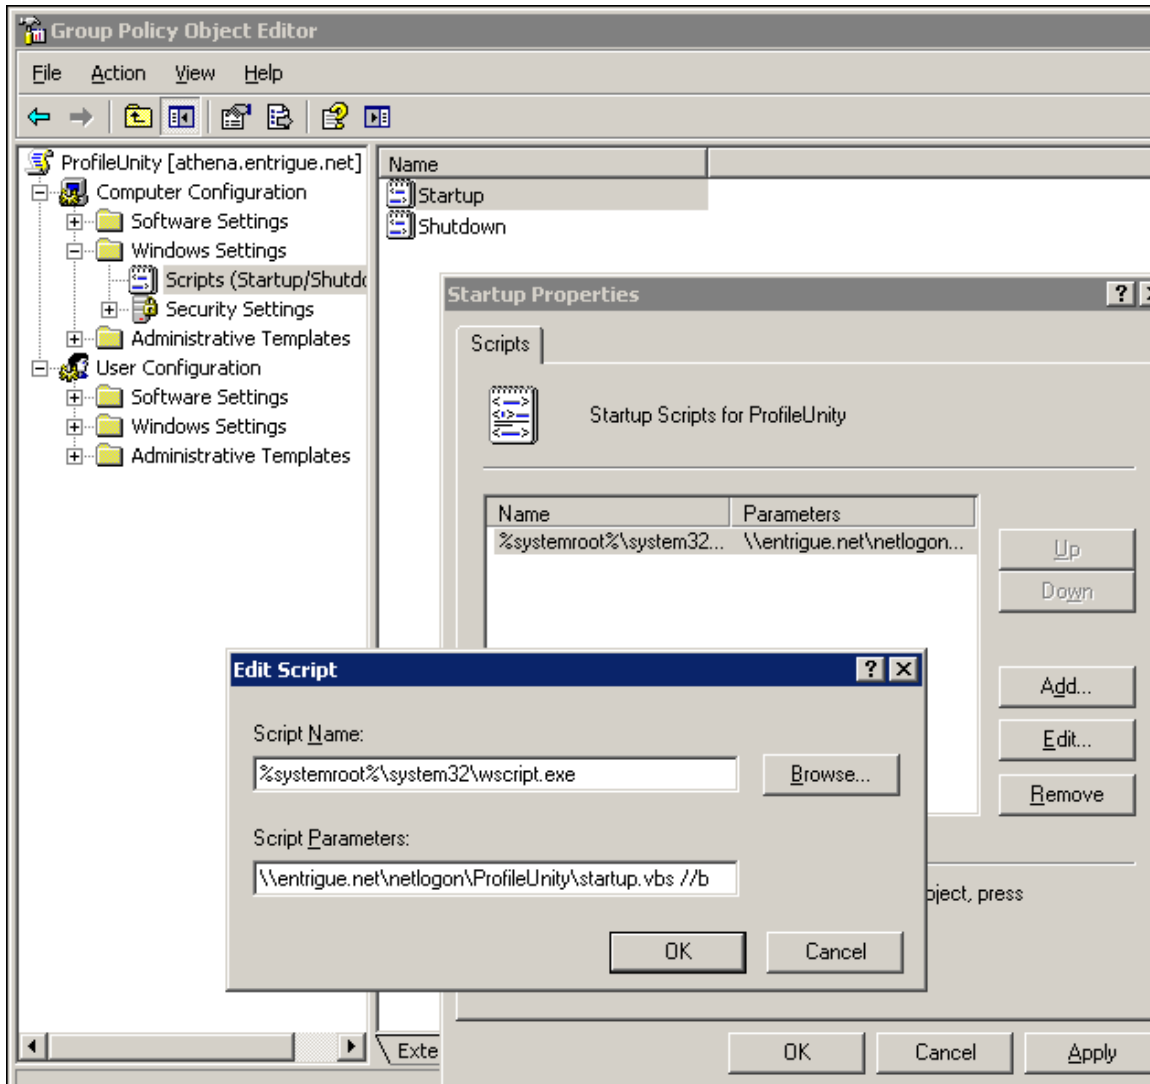 Group Policy Object Editor
File Action View Help
ProfileUnity [athena.entrigue.net]
Computer Configuration
Software Settings
Windows Settings
Scripts (Startup/Shutdo
Security Settings
Administrative Templates
User Configuration
Software Settings
Windows Settings
Administrative Templates
Name
Startup
Shutdown
Startup Properties
Scripts
Startup Scripts for ProfileUnity
Name Parameters
%systemroot%\system32... \\entrigue.net\netlogon...
Up
Down
Add...
Edit...
Remove
Edit Script
Script Name:
%systemroot%\system32\wscript.exe
Browse...
Script Parameters:
\\entrigue.net\netlogon\ProfileUnity\startup.vbs //b
OK Cancel
bject, press
Exte
OK Cancel Apply